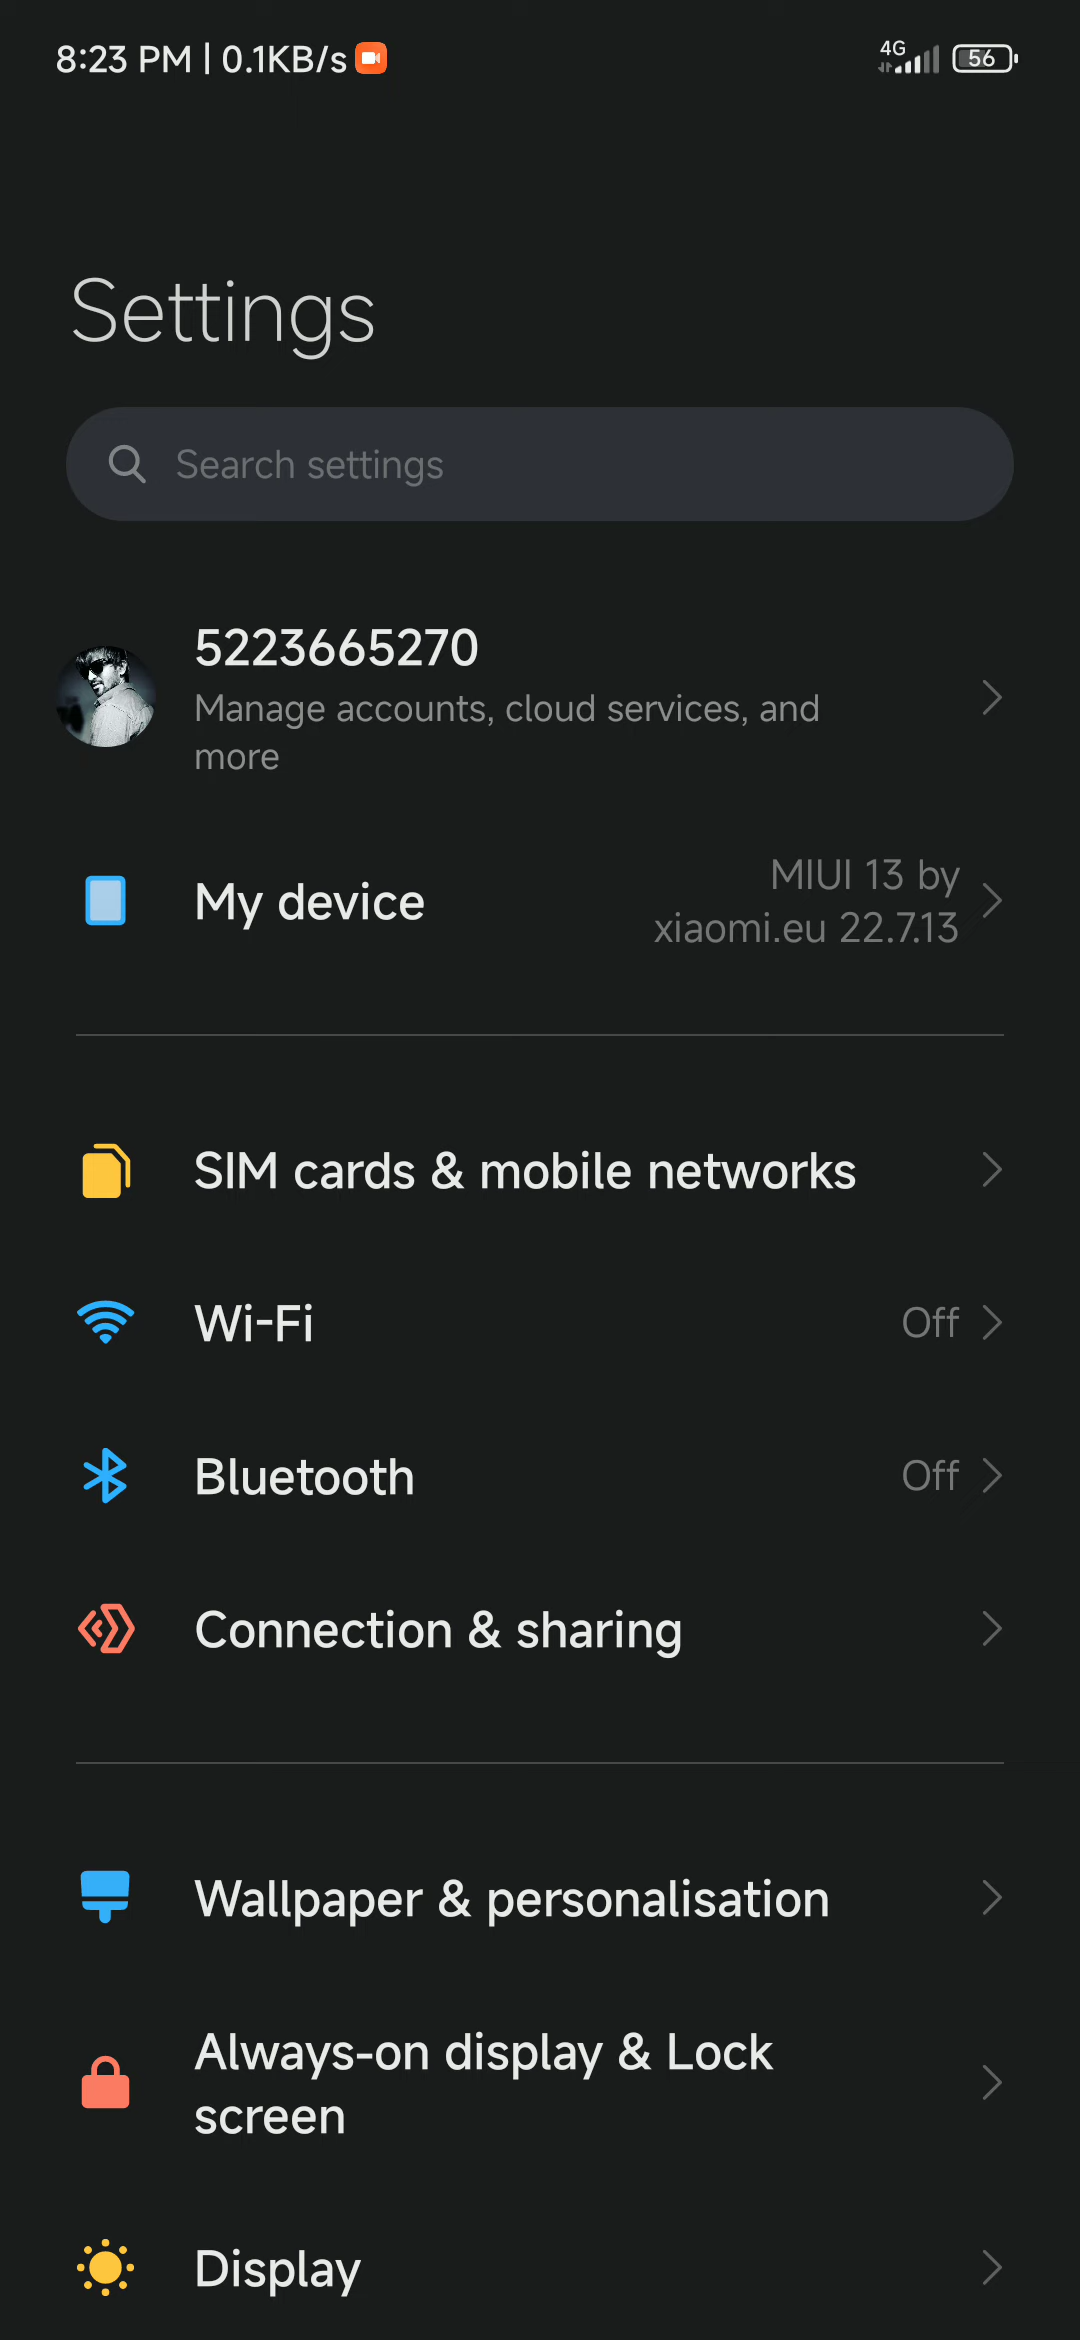 8:23 PM | 0.1KB/s
4G
56
Settings
Search settings
5223665270
Manage accounts, cloud services, and
more
My device
MIUI 13 by
xiaomi.eu 22.7.13
SIM cards & mobile networks
Wi-Fi
Off
Bluetooth
Off
Connection & sharing
Wallpaper & personalisation
Always-on display & Lock
screen
Display